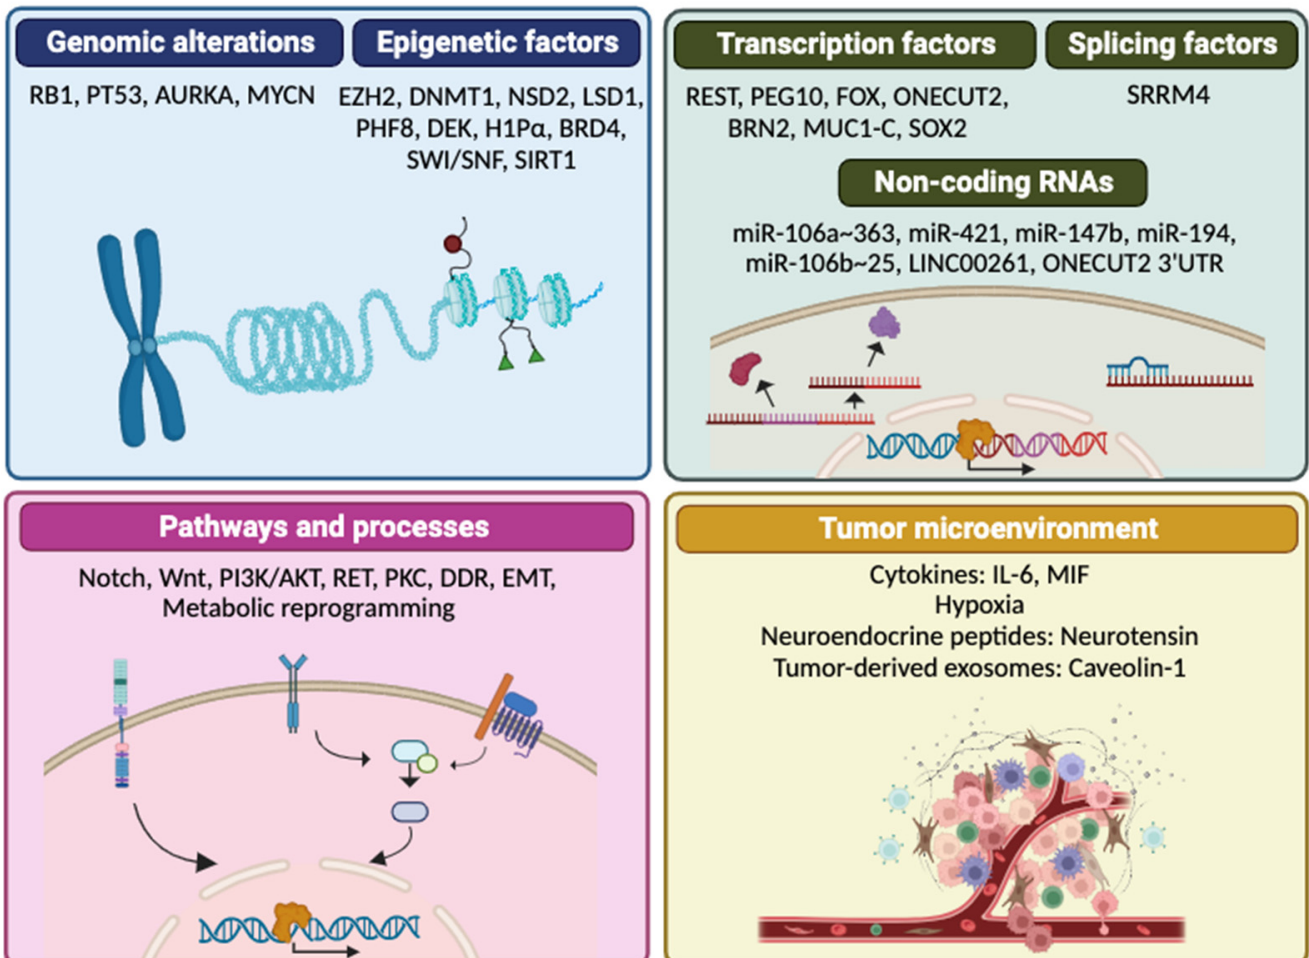 Genomic alterations
RB1, PT53, AURKA, MYCN
Epigenetic factors
EZH2, DNMT1, NSD2, LSD1,
PHF8, DEK, H1Pα, BRD4,
SWI/SNF, SIRT1
Transcription factors
REST, PEG10, FOX, ONECUT2,
BRN2, MUC1-C, SOX2
Splicing factors
SRRM4
Non-coding RNAs
miR-106a~363, miR-421, miR-147b, miR-194,
miR-106b~25, LINC00261, ONECUT2 3'UTR
Pathways and processes
Notch, Wnt, PI3K/AKT, RET, PKC, DDR, EMT,
Metabolic reprogramming
Tumor microenvironment
Cytokines: IL-6, MIF
Hypoxia
Neuroendocrine peptides: Neurotensin
Tumor-derived exosomes: Caveolin-1